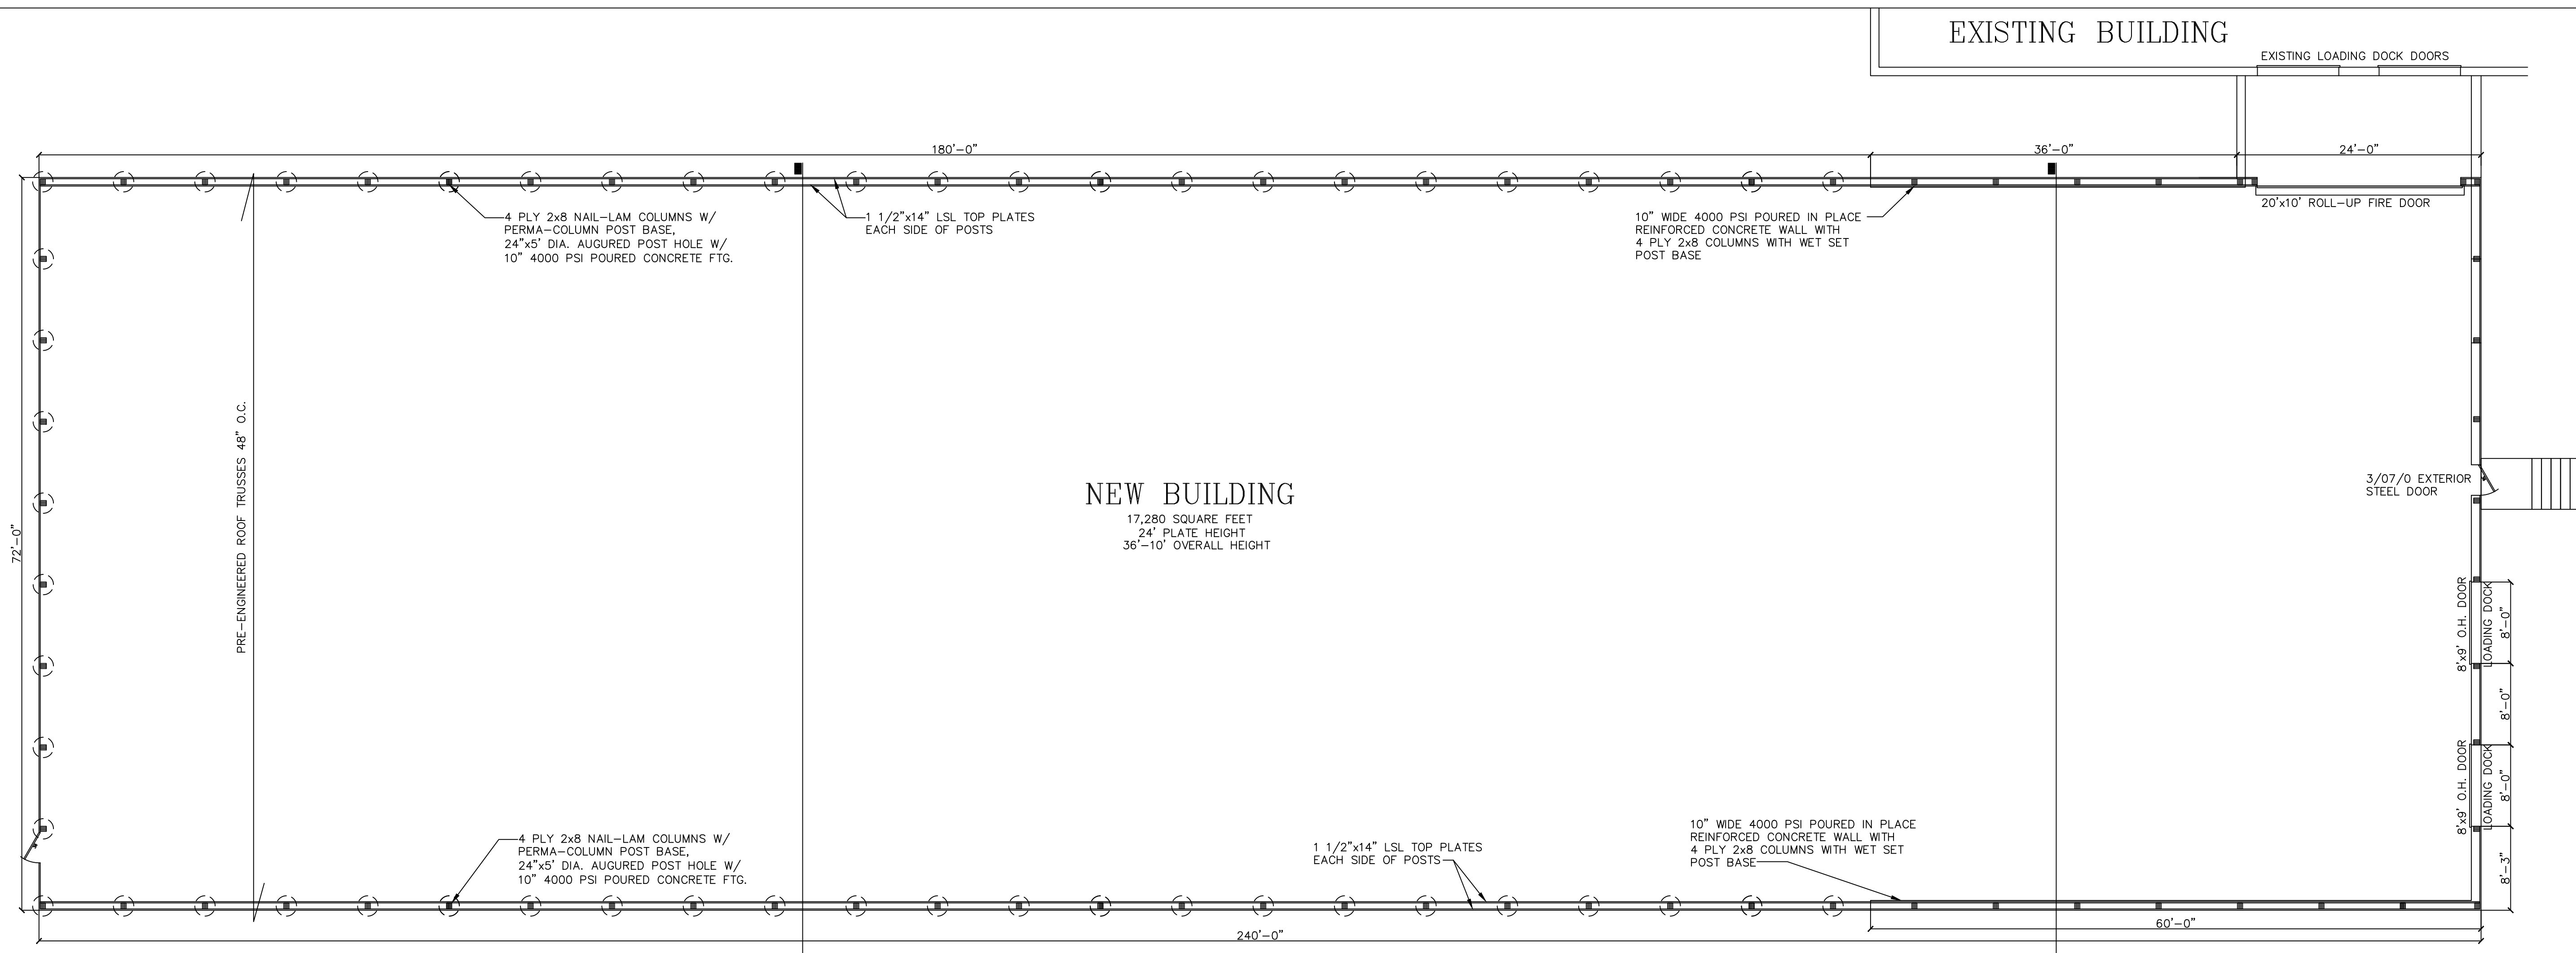 EXISTING BUILDING
EXISTING LOADING DOCK DOORS
180'-0"
36'-0"
24'-0"
20'x10' ROLL-UP FIRE DOOR
4 PLY 2x8 NAIL-LAM COLUMNS W/
PERMA-COLUMN POST BASE,
24"x5' DIA. AUGURED POST HOLE W/
10" 4000 PSI POURED CONCRETE FTG.
1 1/2"x14" LSL TOP PLATES
EACH SIDE OF POSTS
10" WIDE 4000 PSI POURED IN PLACE
REINFORCED CONCRETE WALL WITH
4 PLY 2x8 COLUMNS WITH WET SET
POST BASE
PRE-ENGINEERED ROOF TRUSSES 48" O.C.
72'-0"
NEW BUILDING
17,280 SQUARE FEET
24' PLATE HEIGHT
36'-10' OVERALL HEIGHT
3/07/0 EXTERIOR
STEEL DOOR
8'x9' O.H. DOOR
LOADING DOCK
8'-0"
8'-0"
8'x9' O.H. DOOR
LOADING DOCK
8'-0"
8'-3"
4 PLY 2x8 NAIL-LAM COLUMNS W/
PERMA-COLUMN POST BASE,
24"x5' DIA. AUGURED POST HOLE W/
10" 4000 PSI POURED CONCRETE FTG.
1 1/2"x14" LSL TOP PLATES
EACH SIDE OF POSTS
10" WIDE 4000 PSI POURED IN PLACE
REINFORCED CONCRETE WALL WITH
4 PLY 2x8 COLUMNS WITH WET SET
POST BASE
60'-0"
240'-0"